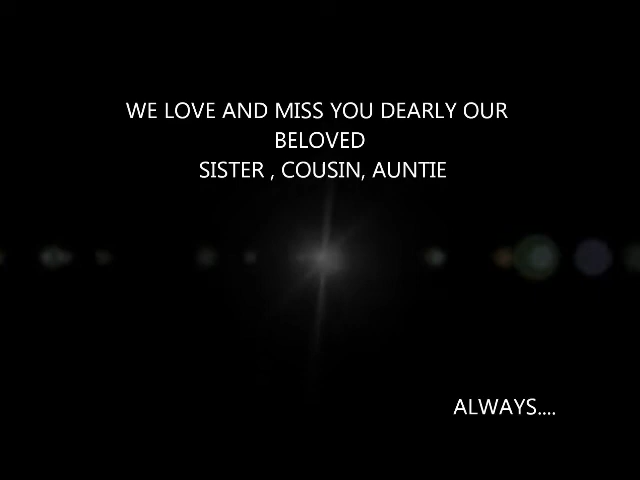 WE LOVE AND MISS YOU DEARLY OUR
BELOVED
SISTER , COUSIN, AUNTIE
ALWAYS....